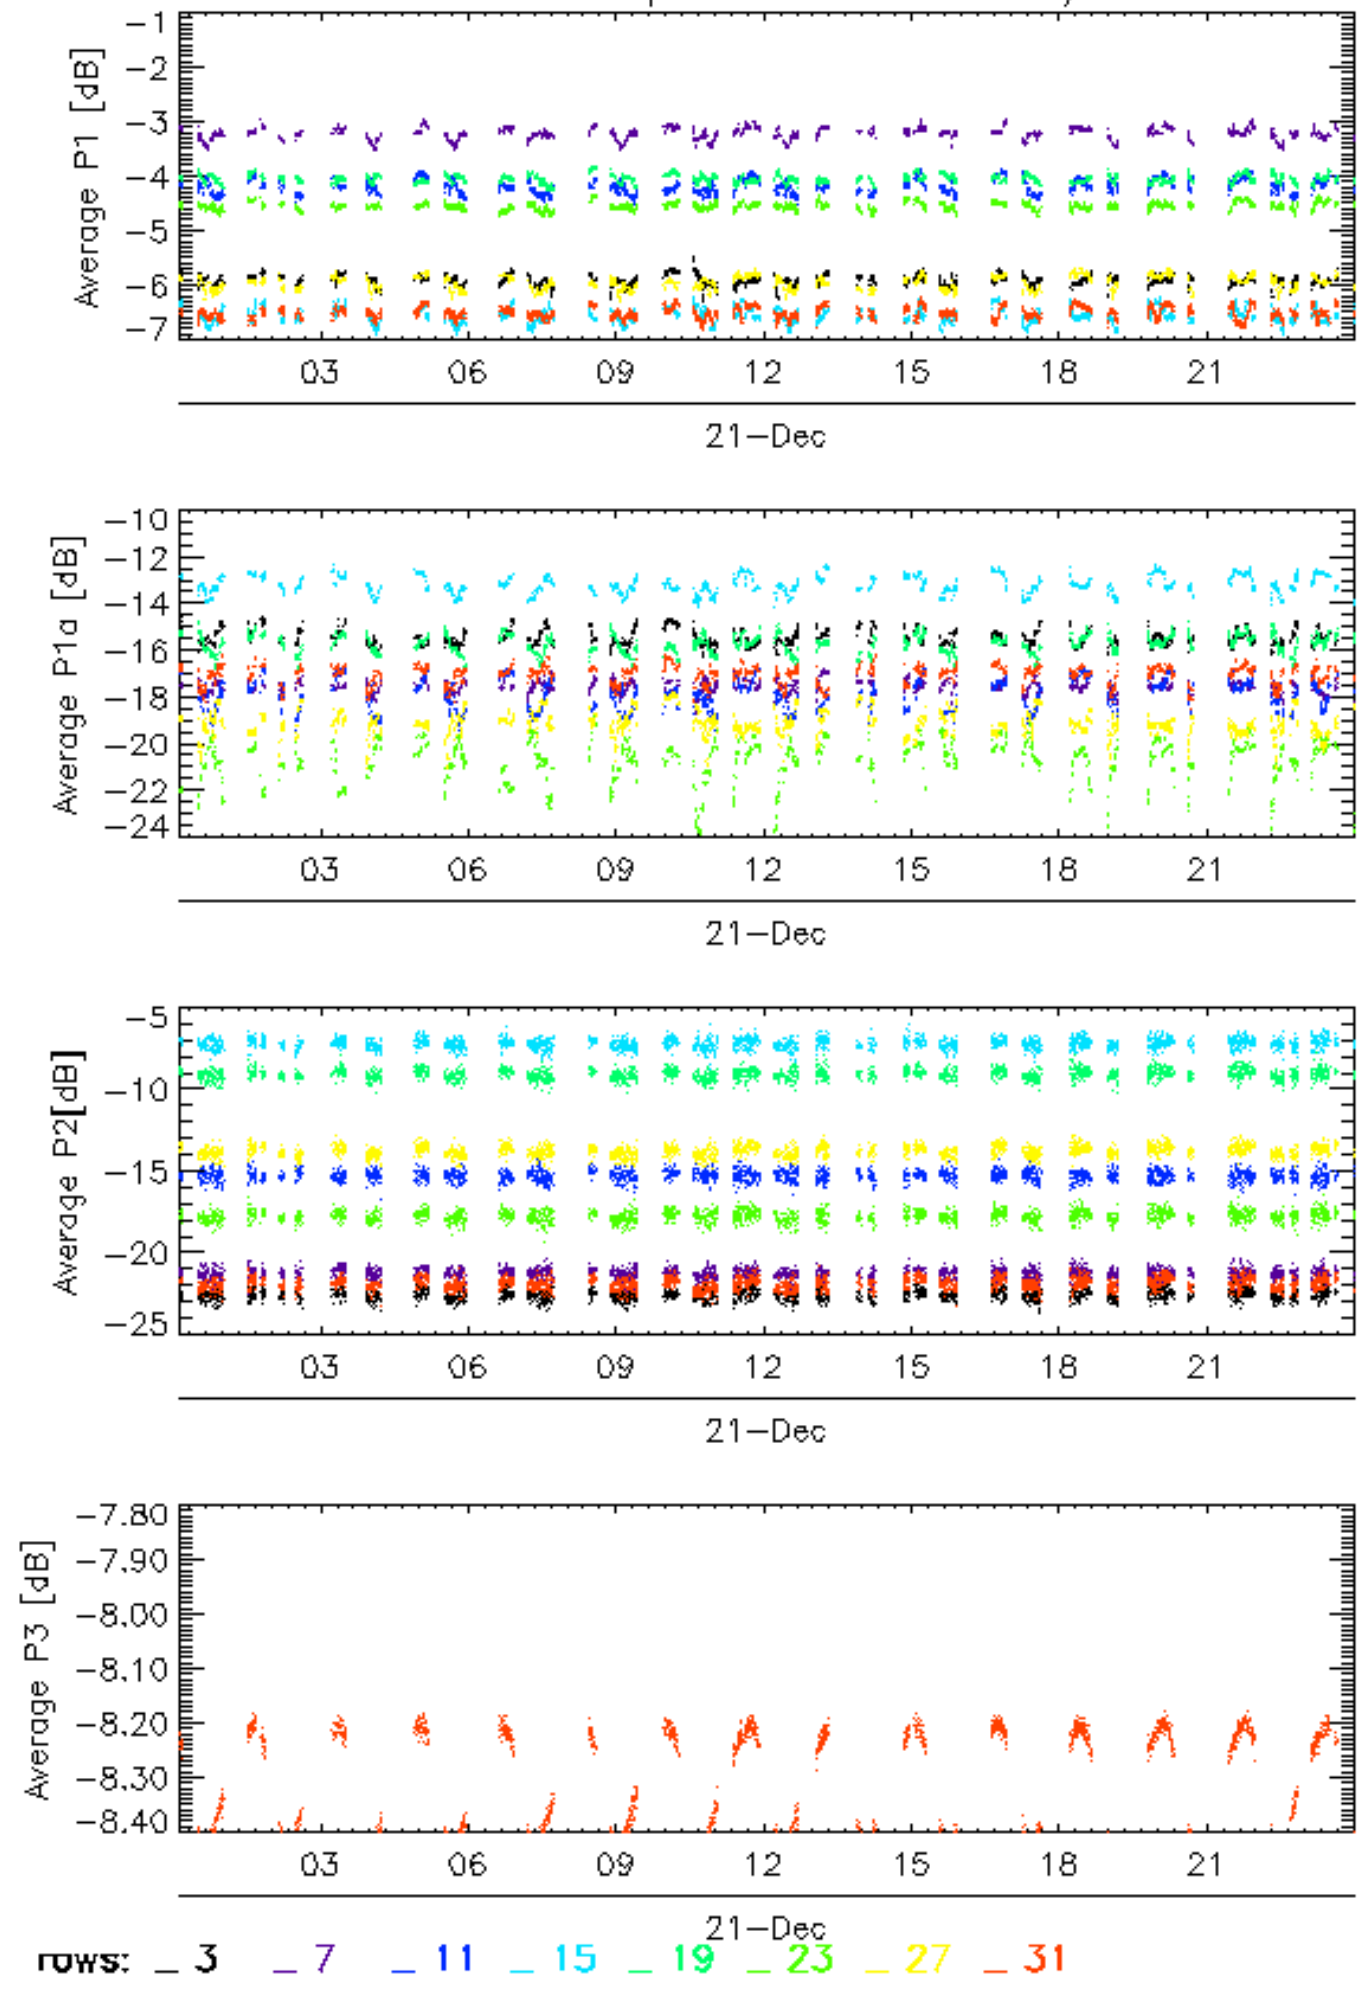 Average P1 [dB]
-1
-2
-3
-4
-5
-6
-7
03 06 09 12 15 18 21
21-Dec
Average P1a [dB]
-10
-12
-14
-16
-18
-20
-22
-24
03 06 09 12 15 18 21
21-Dec
Average P2[dB]
-5
-10
-15
-20
-25
03 06 09 12 15 18 21
21-Dec
Average P3 [dB]
-7.80
-7.90
-8.00
-8.10
-8.20
-8.30
-8.40
03 06 09 12 15 18 21
21-Dec
rows: _ 3 _ 7 _ 11 _ 15 _ 19 _ 23 _ 27 _ 31